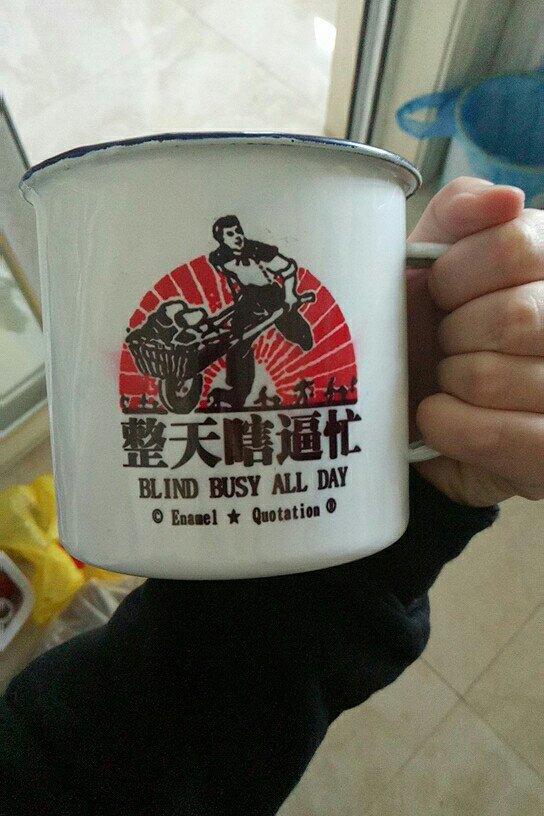 整天瞎逼忙
BLIND BUSY ALL DAY
© Enamel ★ Quotation ®